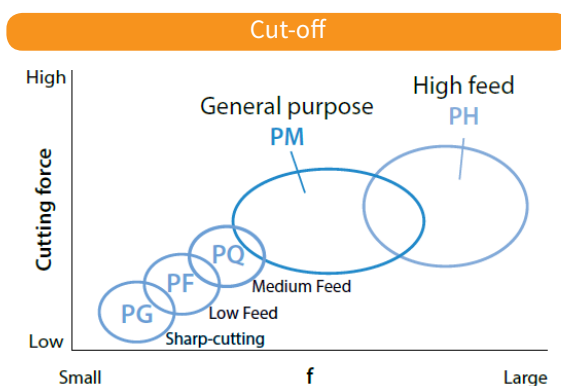 Cut-off
High
High feed
PH
General purpose
PM
Cutting force
PQ
Medium Feed
PF
Low Feed
PG
Sharp-cutting
Low
Small
f
Large